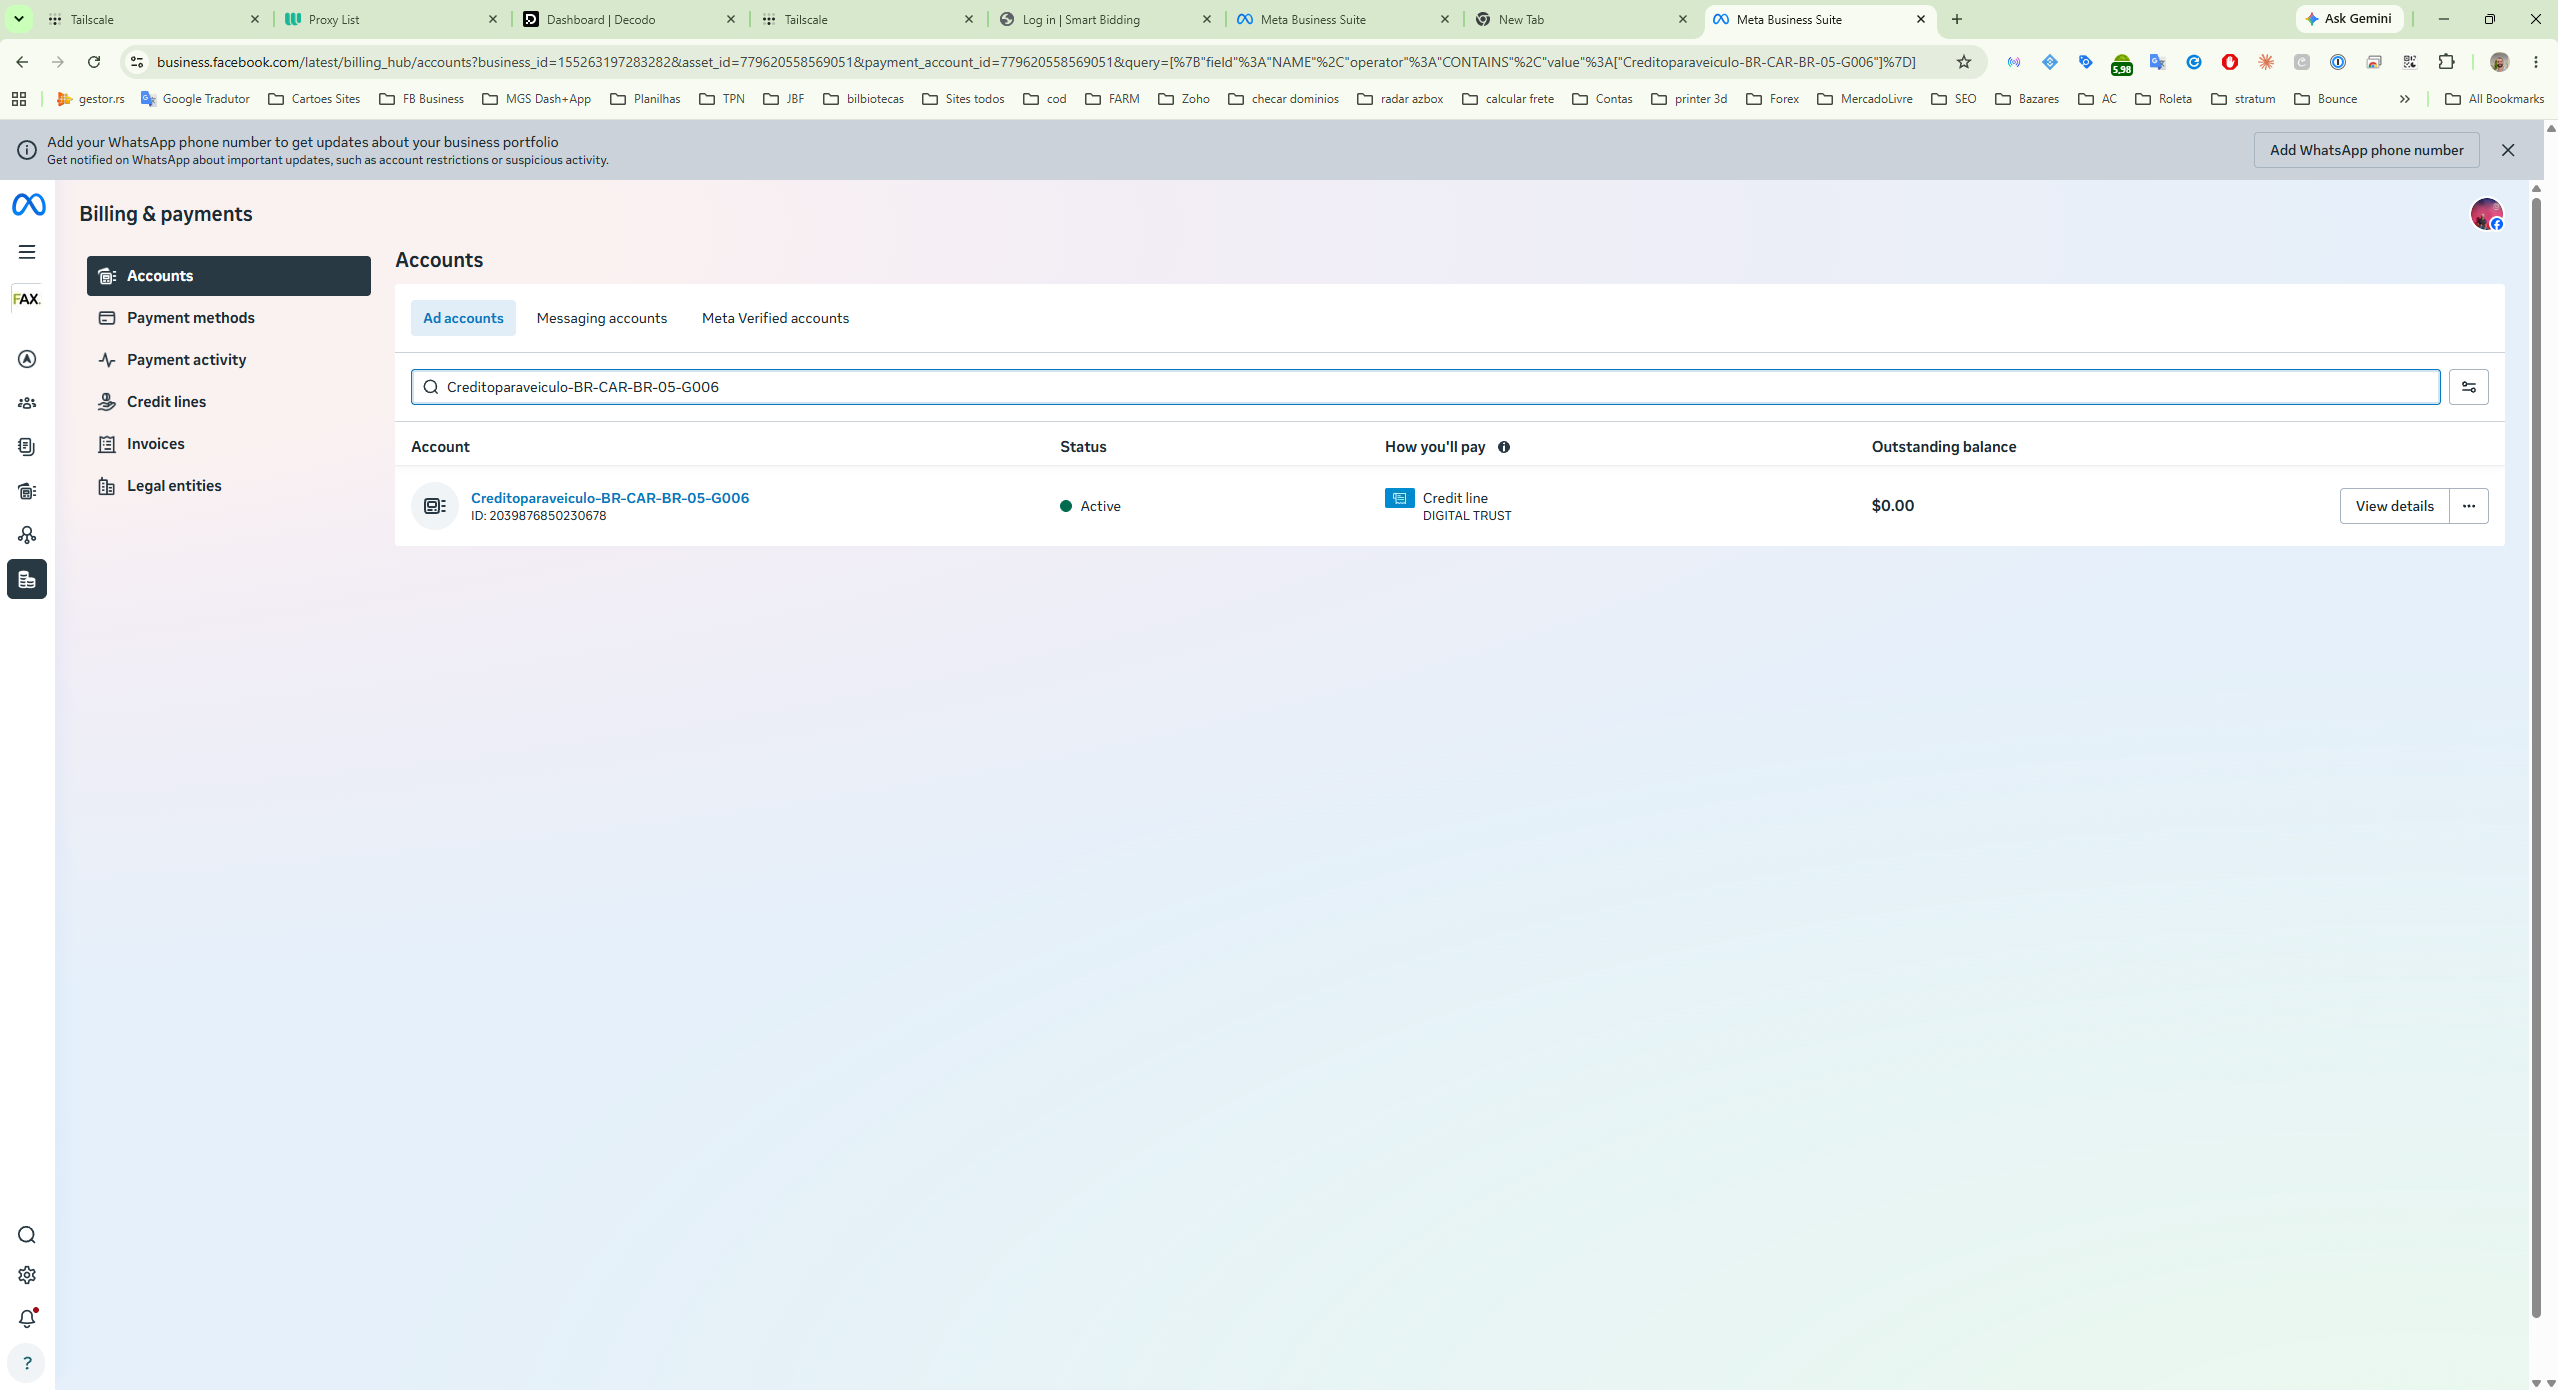 Tailscale
Proxy List
Dashboard | Decodo
Tailscale
Log in | Smart Bidding
Meta Business Suite
New Tab
Meta Business Suite
Ask Gemini
business.facebook.com/latest/billing_hub/accounts?business_id=155263197283282&asset_id=779620558569051&payment_account_id=779620558569051&query=[%7B"field"%3A"NAME"%2C"operator"%3A"CONTAINS"%2C"value"%3A["Creditoparaveiculo-BR-CAR-BR-05-G006"]%7D]
5,98
gestor.rs
Google Tradutor
Cartoes Sites
FB Business
MGS Dash+App
Planilhas
TPN
JBF
bilbiotecas
Sites todos
cod
FARM
Zoho
checar dominios
radar azbox
calcular frete
Contas
printer 3d
Forex
MercadoLivre
SEO
Bazares
AC
Roleta
stratum
Bounce
All Bookmarks
Add your WhatsApp phone number to get updates about your business portfolio
Get notified on WhatsApp about important updates, such as account restrictions or suspicious activity.
Add WhatsApp phone number
Billing & payments
FAX.
Accounts
Payment methods
Payment activity
Credit lines
Invoices
Legal entities
Accounts
Ad accounts
Messaging accounts
Meta Verified accounts
Creditoparaveiculo-BR-CAR-BR-05-G006
Account
Status
How you'll pay
Outstanding balance
Creditoparaveiculo-BR-CAR-BR-05-G006
ID: 2039876850230678
Active
Credit line
DIGITAL TRUST
$0.00
View details
?